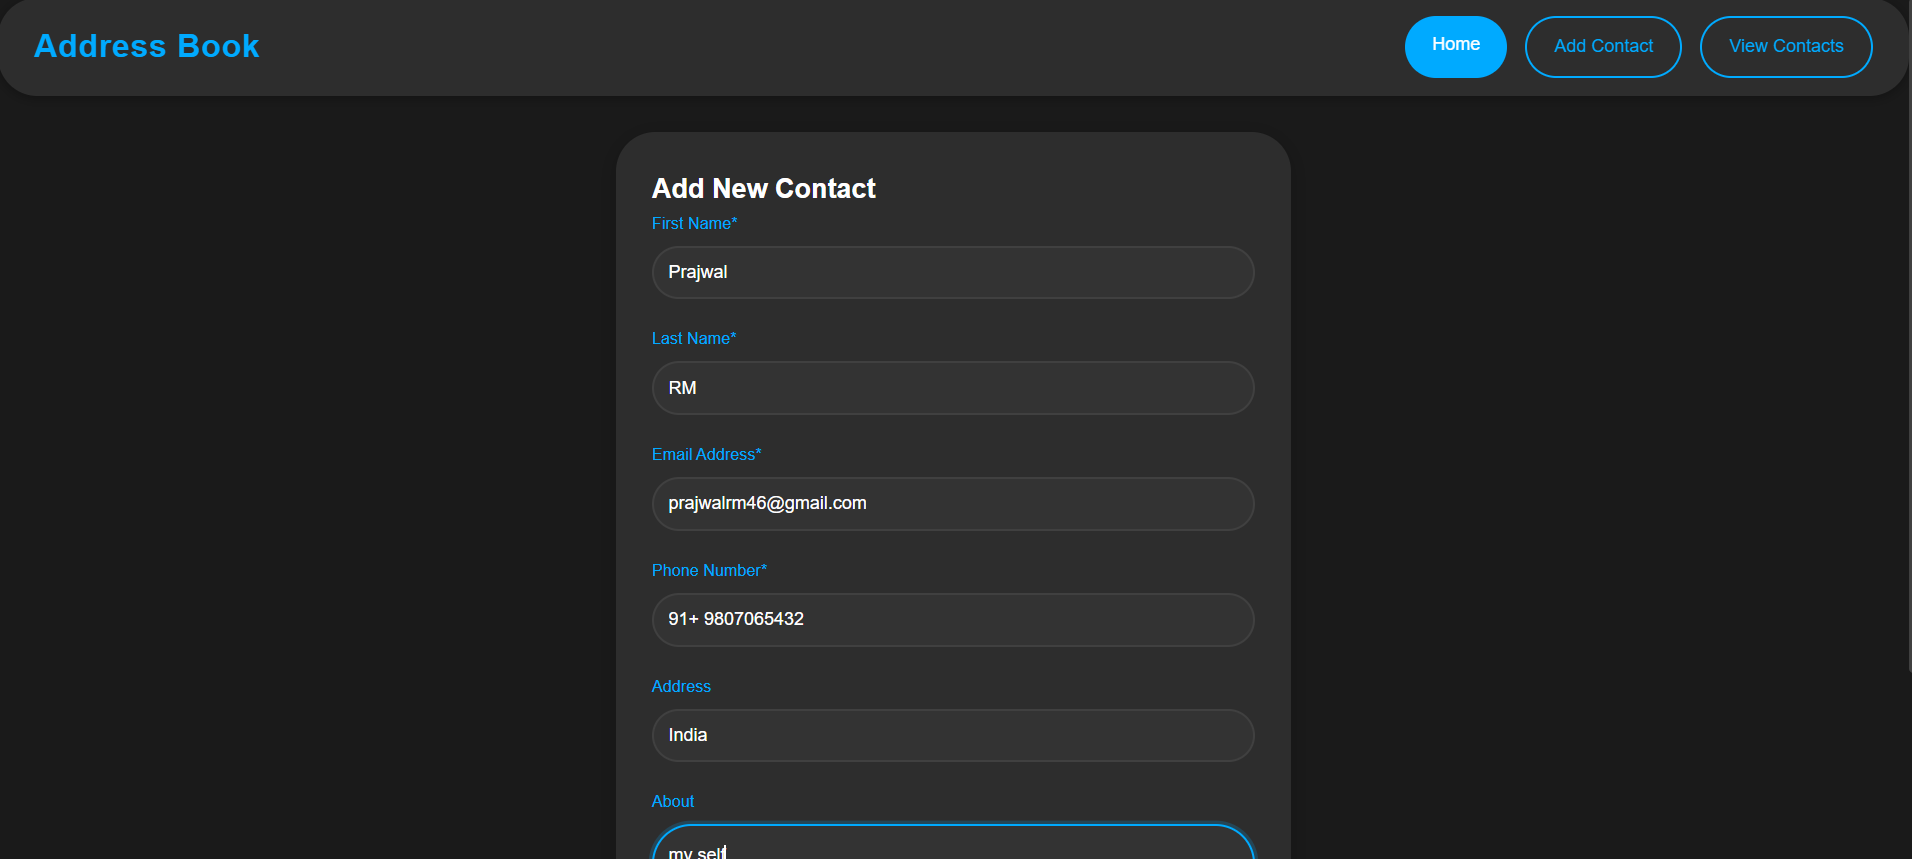 Address Book
Home
Add Contact
View Contacts
Add New Contact
First Name*
Prajwal
Last Name*
RM
Email Address*
prajwalrm46@gmail.com
Phone Number*
91+ 9807065432
Address
India
About
my self